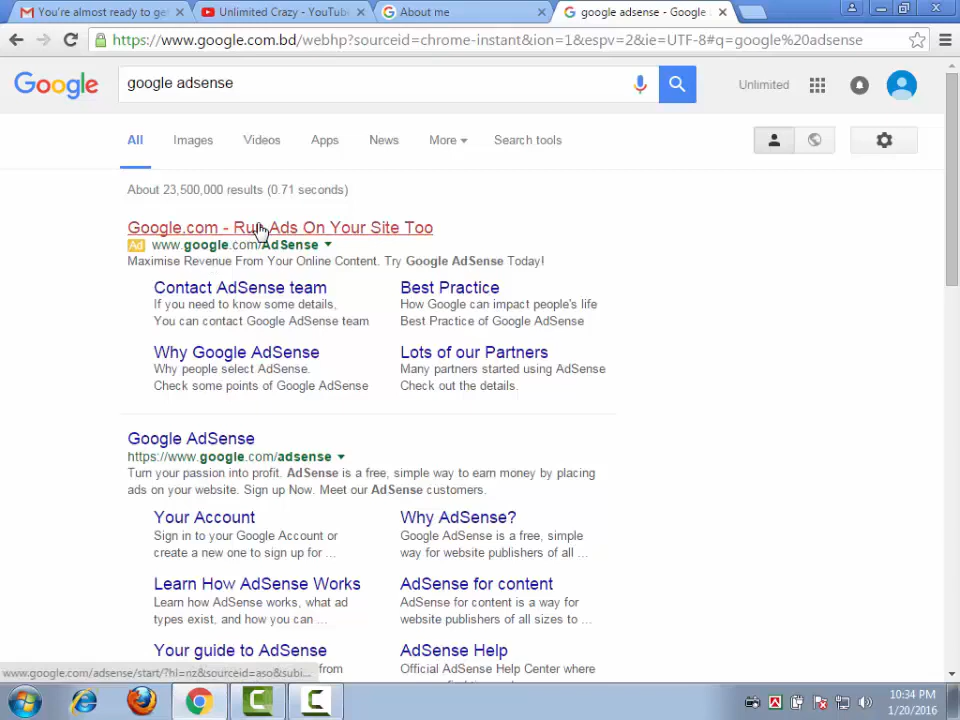 You're almost ready to ge
Unlimited Crazy - YouTube
About me
google adsense - Google
https://www.google.com.bd/webhp?sourceid=chrome-instant&ion=1&espv=2&ie=UTF-8#q=google%20adsense
Google
google adsense
Unlimited
All Images Videos Apps News More Search tools
About 23,500,000 results (0.71 seconds)
Google.com - Run Ads On Your Site Too
Ad www.google.com/AdSense
Maximise Revenue From Your Online Content. Try Google AdSense Today!
Contact AdSense team
If you need to know some details,
You can contact Google AdSense team
Best Practice
How Google can impact people's life
Best Practice of Google AdSense
Why Google AdSense
Why people select AdSense.
Check some points of Google AdSense
Lots of our Partners
Many partners started using AdSense
Check out the details.
Google AdSense
https://www.google.com/adsense
Turn your passion into profit. AdSense is a free, simple way to earn money by placing
ads on your website. Sign up Now. Meet our AdSense customers.
Your Account
Sign in to your Google Account or
create a new one to sign up for ...
Why AdSense?
Google AdSense is a free, simple
way for website publishers of all ...
Learn How AdSense Works
Learn how AdSense works, what ad
types exist, and how you can ...
AdSense for content
AdSense for content is a way for
website publishers of all sizes to ...
Your guide to AdSense
from
AdSense Help
Official AdSense Help Center where
www.google.com/adsense/start/?hl=nz&sourceid=aso&subi...
10:34 PM
1/20/2016